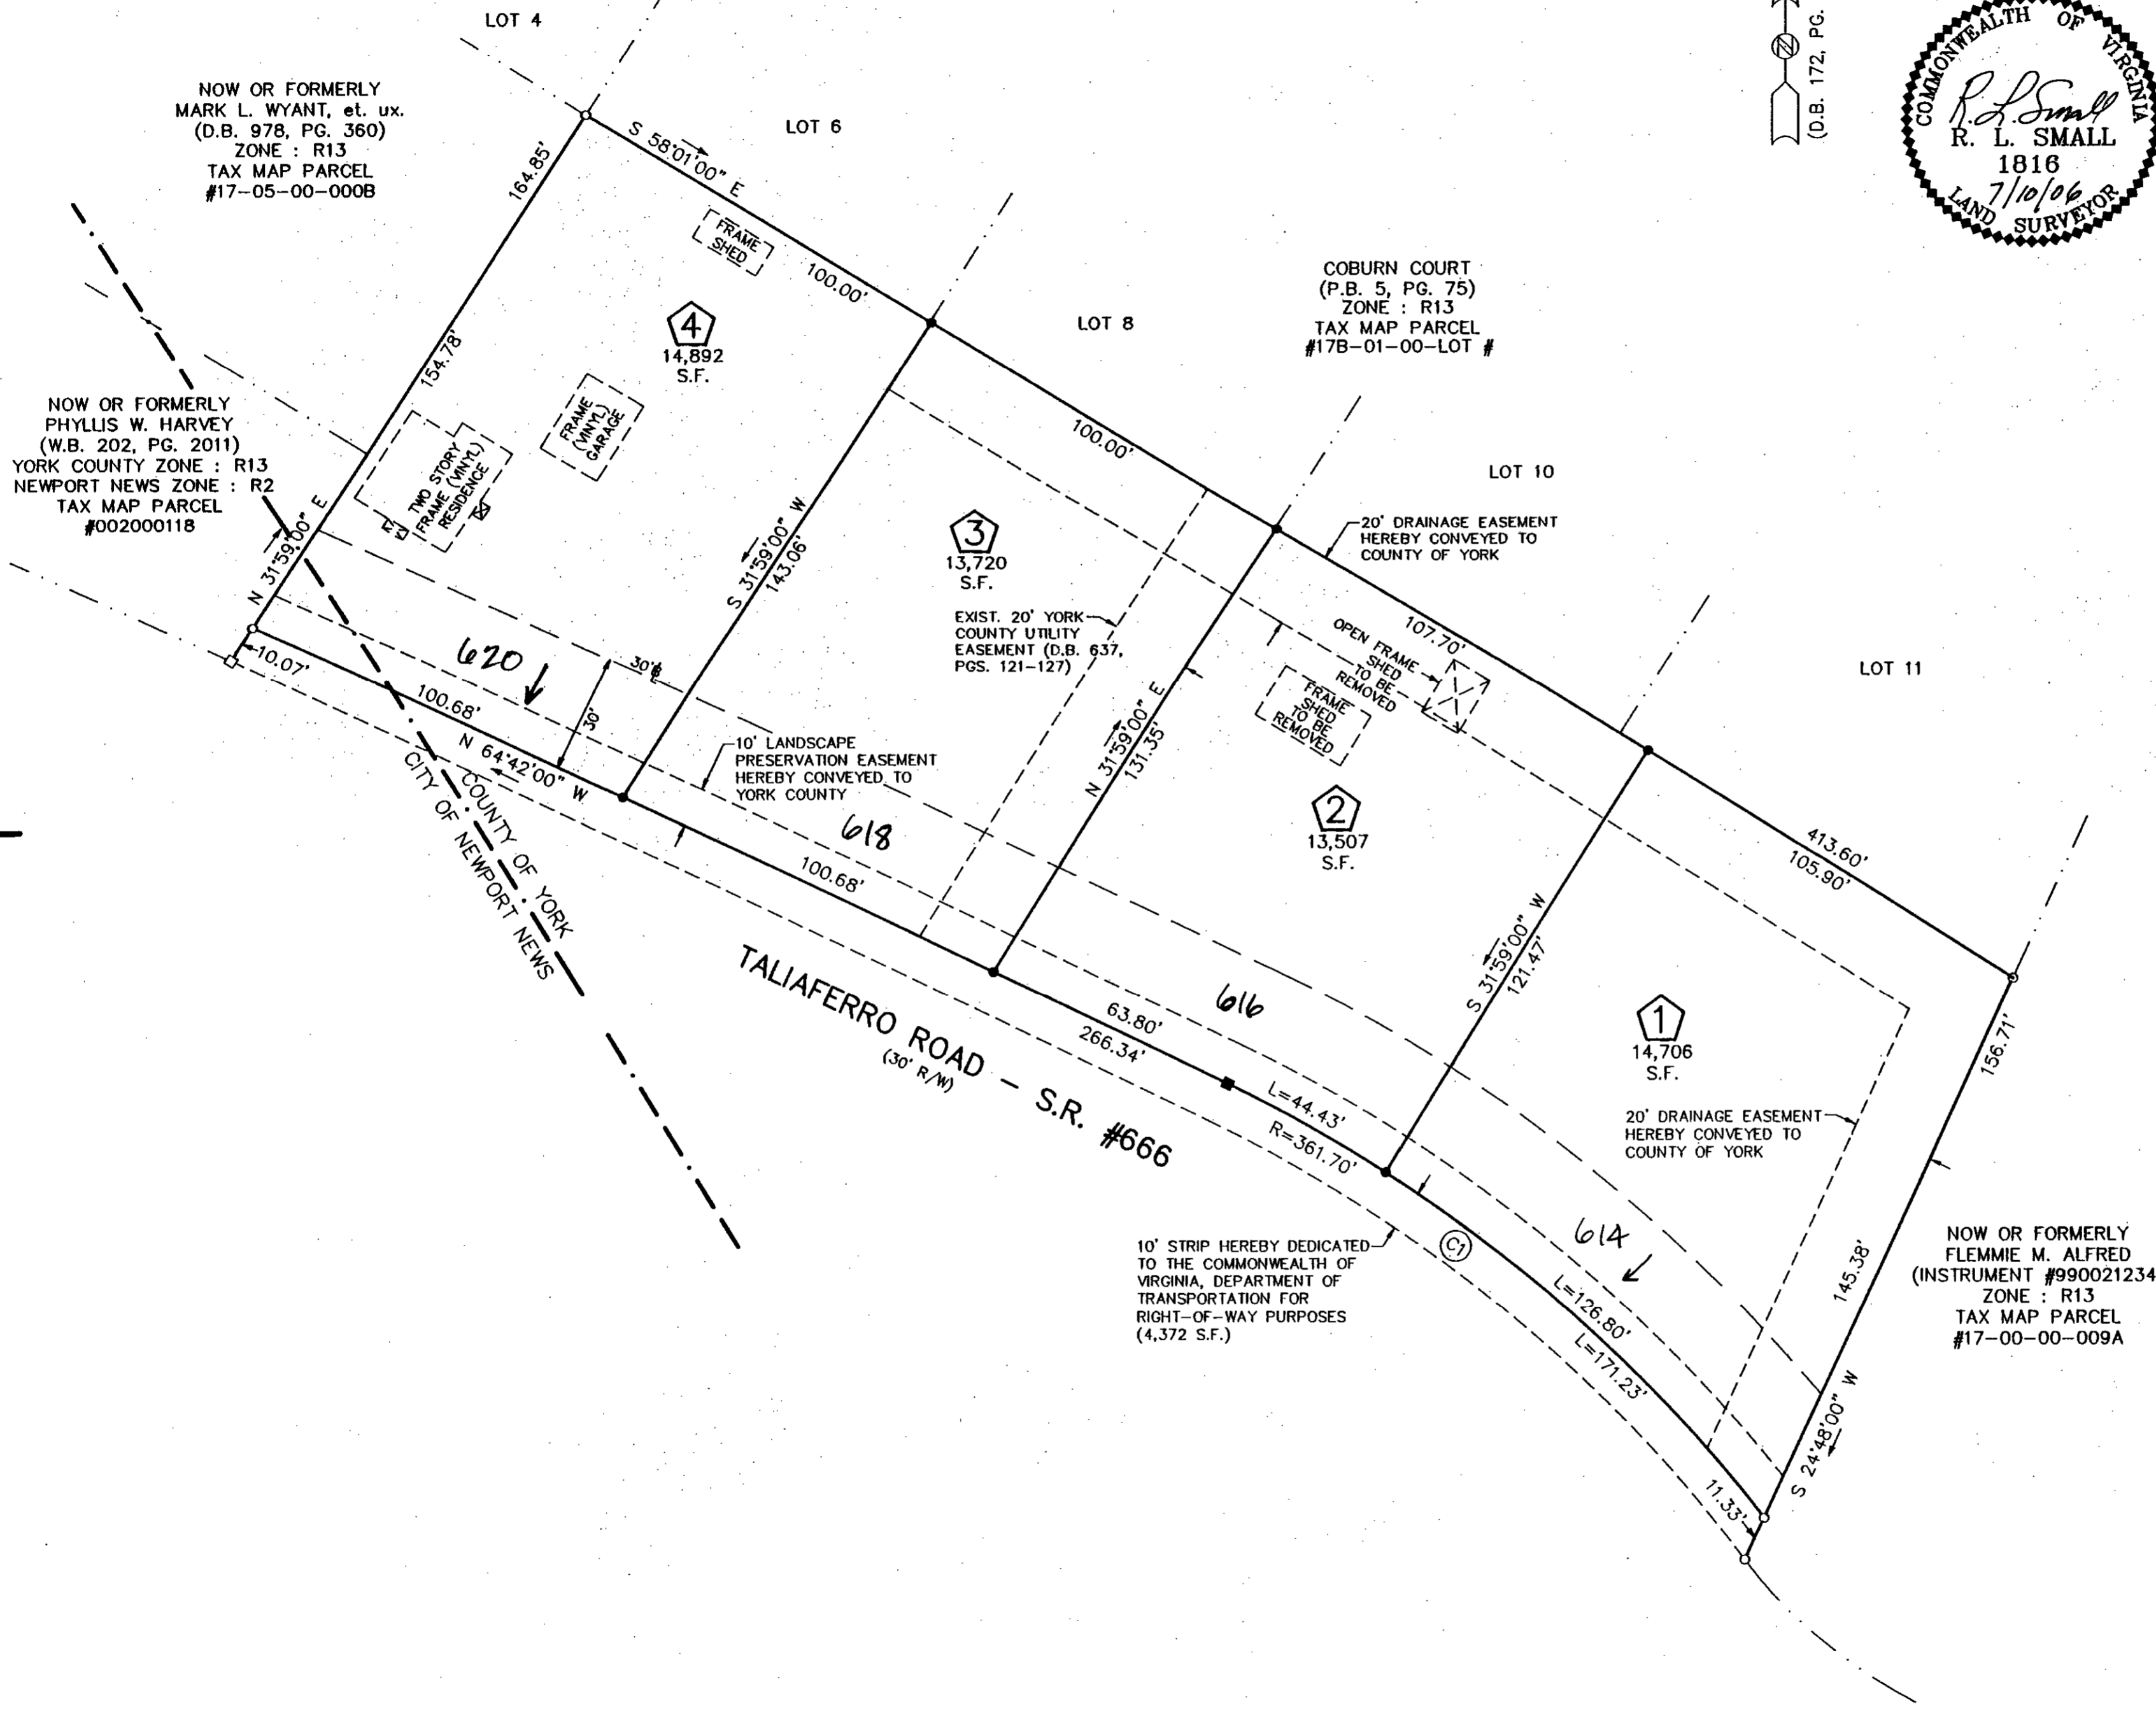 LOT 4
(D.B. 172, PG.
COMMONWEALTH OF VIRGINIA
R. L. Small
R. L. SMALL
1816
7/10/06
LAND SURVEYOR
NOW OR FORMERLY
MARK L. WYANT, et. ux.
(D.B. 978, PG. 360)
ZONE : R13
TAX MAP PARCEL
#17-05-00-000B
164.85'
S 58°01'00" E
LOT 6
FRAME
SHED
100.00'
4
14,892
S.F.
LOT 8
COBURN COURT
(P.B. 5, PG. 75)
ZONE : R13
TAX MAP PARCEL
#17B-01-00-LOT #
154.78'
NOW OR FORMERLY
PHYLLIS W. HARVEY
(W.B. 202, PG. 2011)
YORK COUNTY ZONE : R13
NEWPORT NEWS ZONE : R2
TAX MAP PARCEL
#002000118
N 31°59'00" E
TWO STORY
FRAME (VINYL)
RESIDENCE
FRAME
(VINYL)
GARAGE
100.00'
S 31°59'00" W
143.06'
3
13,720
S.F.
LOT 10
20' DRAINAGE EASEMENT
HEREBY CONVEYED TO
COUNTY OF YORK
EXIST. 20' YORK
COUNTY UTILITY
EASEMENT (D.B. 637,
PGS. 121-127)
OPEN FRAME
SHED
TO BE
REMOVED
107.70'
LOT 11
FRAME
SHED
TO BE
REMOVED
10.07'
620
30'
30'
100.68'
N 64°42'00" W
10' LANDSCAPE
PRESERVATION EASEMENT
HEREBY CONVEYED TO
YORK COUNTY
N 31°59'00" E
131.35'
2
13,507
S.F.
COUNTY OF YORK
CITY OF NEWPORT NEWS
618
100.68'
413.60'
105.90'
S 31°59'00" W
121.47'
TALIAFERRO ROAD - S.R. #666
(30' R/W)
616
63.80'
266.34'
1
14,706
S.F.
156.71'
L=44.43'
R=361.70'
20' DRAINAGE EASEMENT
HEREBY CONVEYED TO
COUNTY OF YORK
10' STRIP HEREBY DEDICATED
TO THE COMMONWEALTH OF
VIRGINIA, DEPARTMENT OF
TRANSPORTATION FOR
RIGHT-OF-WAY PURPOSES
(4,372 S.F.)
C1
614
L=126.80'
L=171.23'
145.38'
NOW OR FORMERLY
FLEMMIE M. ALFRED
(INSTRUMENT #990021234
ZONE : R13
TAX MAP PARCEL
#17-00-00-009A
S 24°48'00" W
11.33'